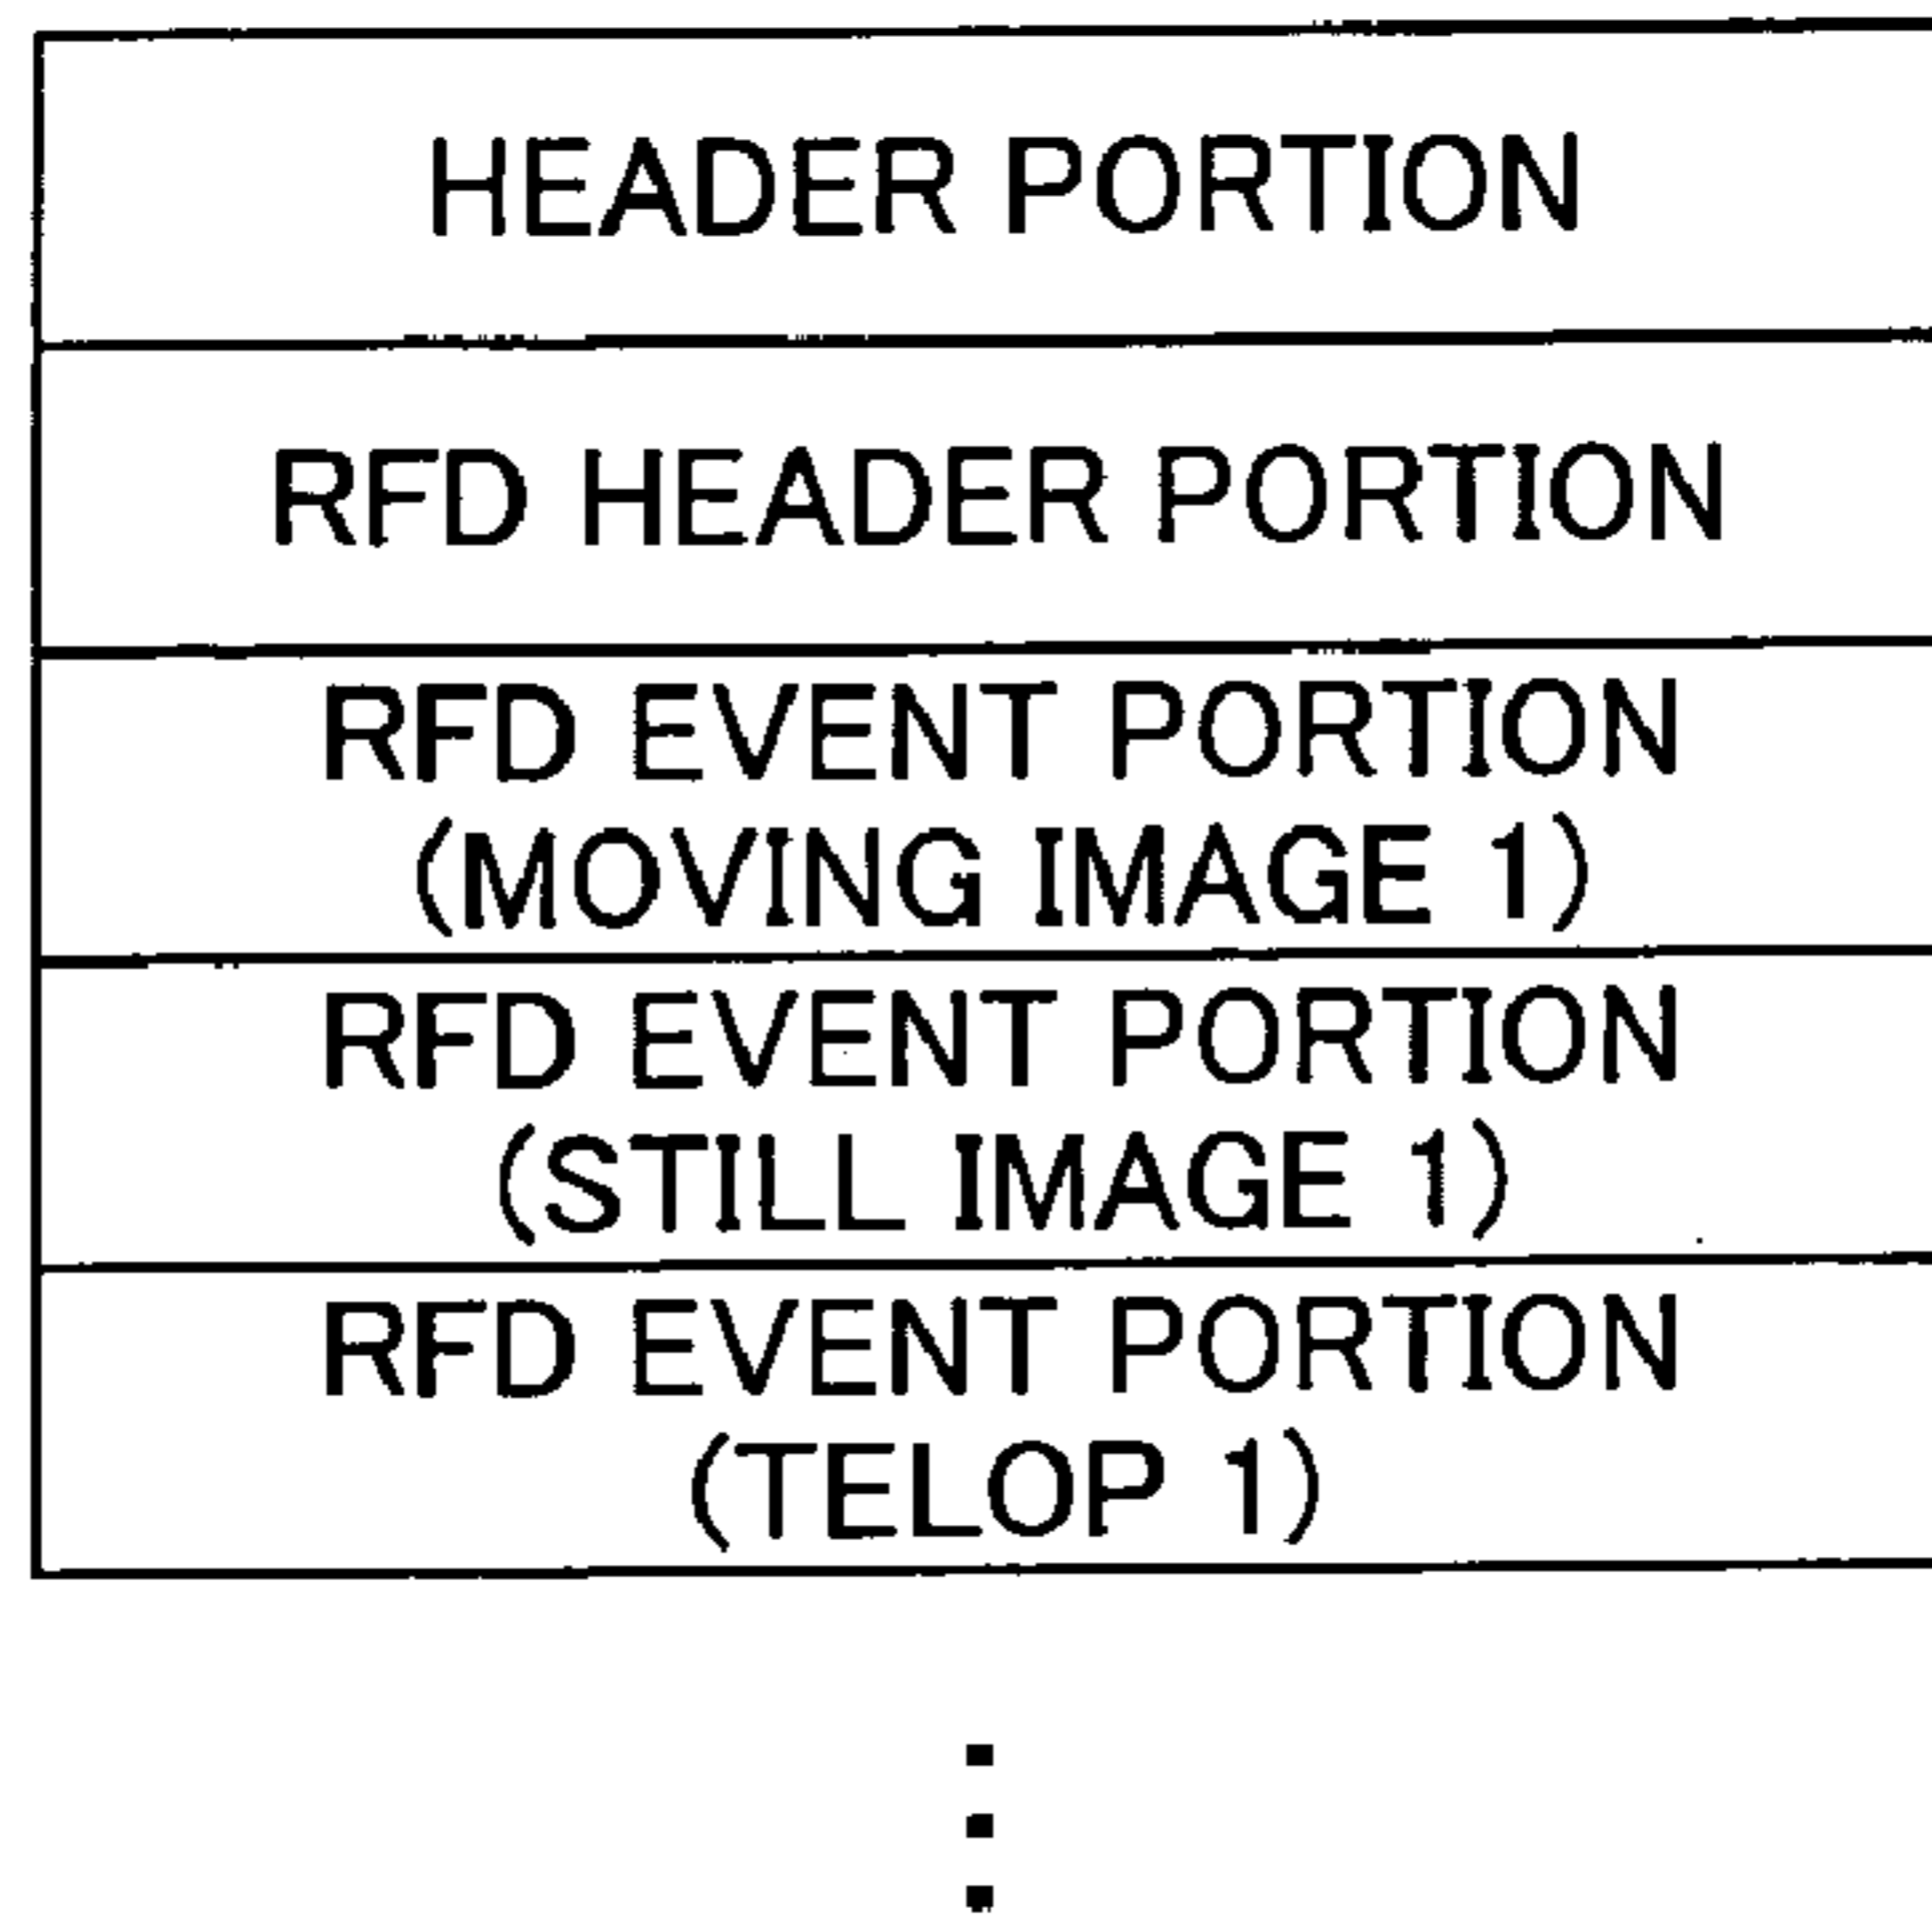 HEADER PORTION
RFD HEADER PORTION
RFD EVENT PORTION
(MOVING IMAGE 1)
RFD EVENT PORTION
(STILL IMAGE 1)
RFD EVENT PORTION
(TELOP 1)